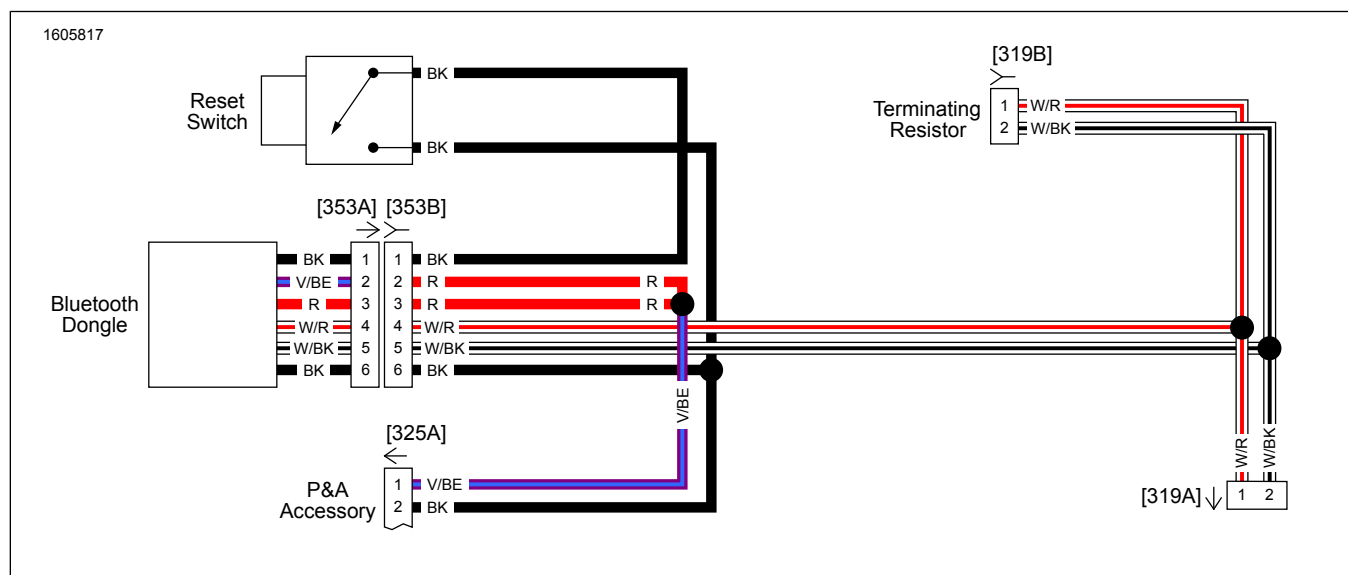 1605817
[319B]
Reset
Switch
BK
BK
Terminating
Resistor
1 W/R
2 W/BK
[353A] [353B]
Bluetooth
Dongle
BK 1 1 BK
V/BE 2 2 R R
R 3 3 R R
W/R 4 4 W/R
W/BK 5 5 W/BK
BK 6 6 BK
V/BE
[325A]
P&A
Accessory
1 V/BE
2 BK
W/R
W/BK
[319A] 1 2